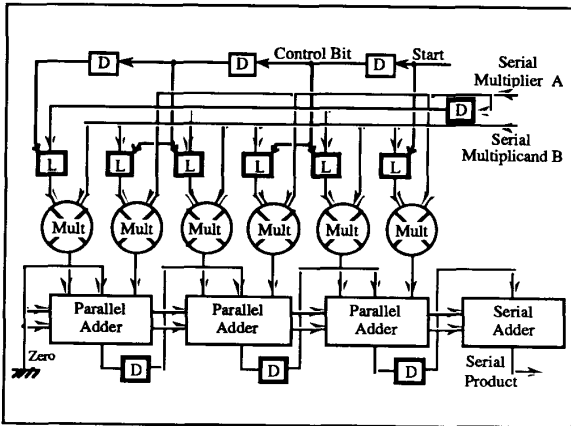 Control Bit
Start
D
D
D
Serial
Multiplier A
D
Serial
Multiplicand B
L
L
L
L
L
L
Mult
Mult
Mult
Mult
Mult
Mult
Parallel
Adder
Parallel
Adder
Parallel
Adder
Serial
Adder
Zero
D
D
D
Serial
Product